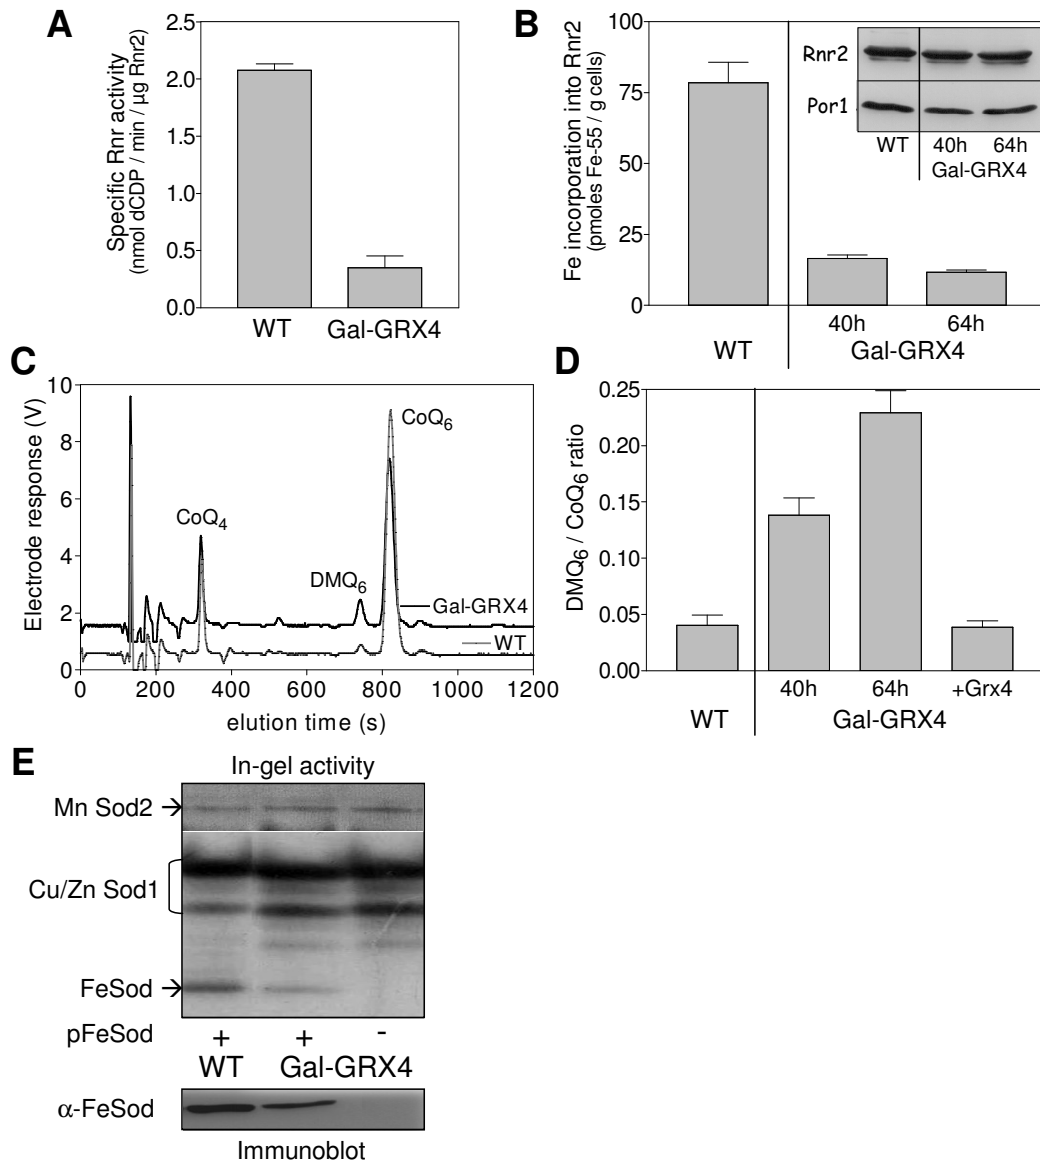 A
Specific Rnr activity
(nmol dCDP / min / µg Rnr2)
2.5
2.0
1.5
1.0
0.5
0.0
WT
Gal-GRX4
B
Fe incorporation into Rnr2
(pmoles Fe-55 / g cells)
100
75
50
25
0
Rnr2
Por1
WT
40h
64h
Gal-GRX4
40h
64h
WT
Gal-GRX4
C
Electrode response (V)
10
8
6
4
2
0
CoQ4
DMQ6
CoQ6
Gal-GRX4
WT
0 200 400 600 800 1000 1200
elution time (s)
D
DMQ6 / CoQ6 ratio
0.25
0.20
0.15
0.10
0.05
0.00
40h
64h
+Grx4
WT
Gal-GRX4
E
In-gel activity
Mn Sod2
Cu/Zn Sod1
FeSod
pFeSod + + -
WT Gal-GRX4
α-FeSod
Immunoblot